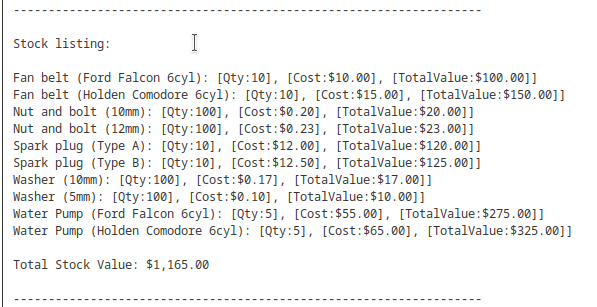 ------------------------------------------------------------------
Stock listing:
Fan belt (Ford Falcon 6cyl): [Qty:10], [Cost:$10.00], [TotalValue:$100.00]]
Fan belt (Holden Comodore 6cyl): [Qty:10], [Cost:$15.00], [TotalValue:$150.00]]
Nut and bolt (10mm): [Qty:100], [Cost:$0.20], [TotalValue:$20.00]]
Nut and bolt (12mm): [Qty:100], [Cost:$0.23], [TotalValue:$23.00]]
Spark plug (Type A): [Qty:10], [Cost:$12.00], [TotalValue:$120.00]]
Spark plug (Type B): [Qty:10], [Cost:$12.50], [TotalValue:$125.00]]
Washer (10mm): [Qty:100], [Cost:$0.17], [TotalValue:$17.00]]
Washer (5mm): [Qty:100], [Cost:$0.10], [TotalValue:$10.00]]
Water Pump (Ford Falcon 6cyl): [Qty:5], [Cost:$55.00], [TotalValue:$275.00]]
Water Pump (Holden Comodore 6cyl): [Qty:5], [Cost:$65.00], [TotalValue:$325.00]]
Total Stock Value: $1,165.00
------------------------------------------------------------------